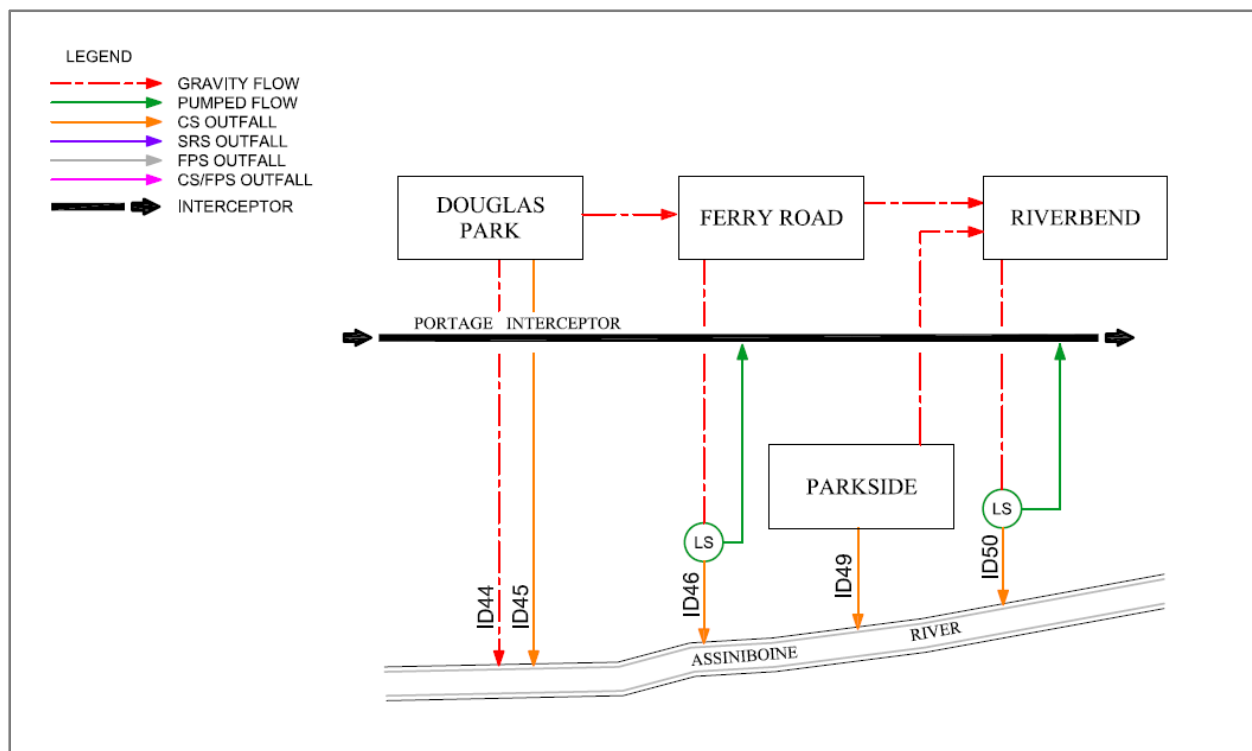 LEGEND
GRAVITY FLOW
PUMPED FLOW
CS OUTFALL
SRS OUTFALL
FPS OUTFALL
CS/FPS OUTFALL
INTERCEPTOR
DOUGLAS
PARK
FERRY ROAD
RIVERBEND
PORTAGE INTERCEPTOR
PARKSIDE
LS
LS
ID44
ID45
ID46
ID49
ID50
ASSINIBOINE
RIVER